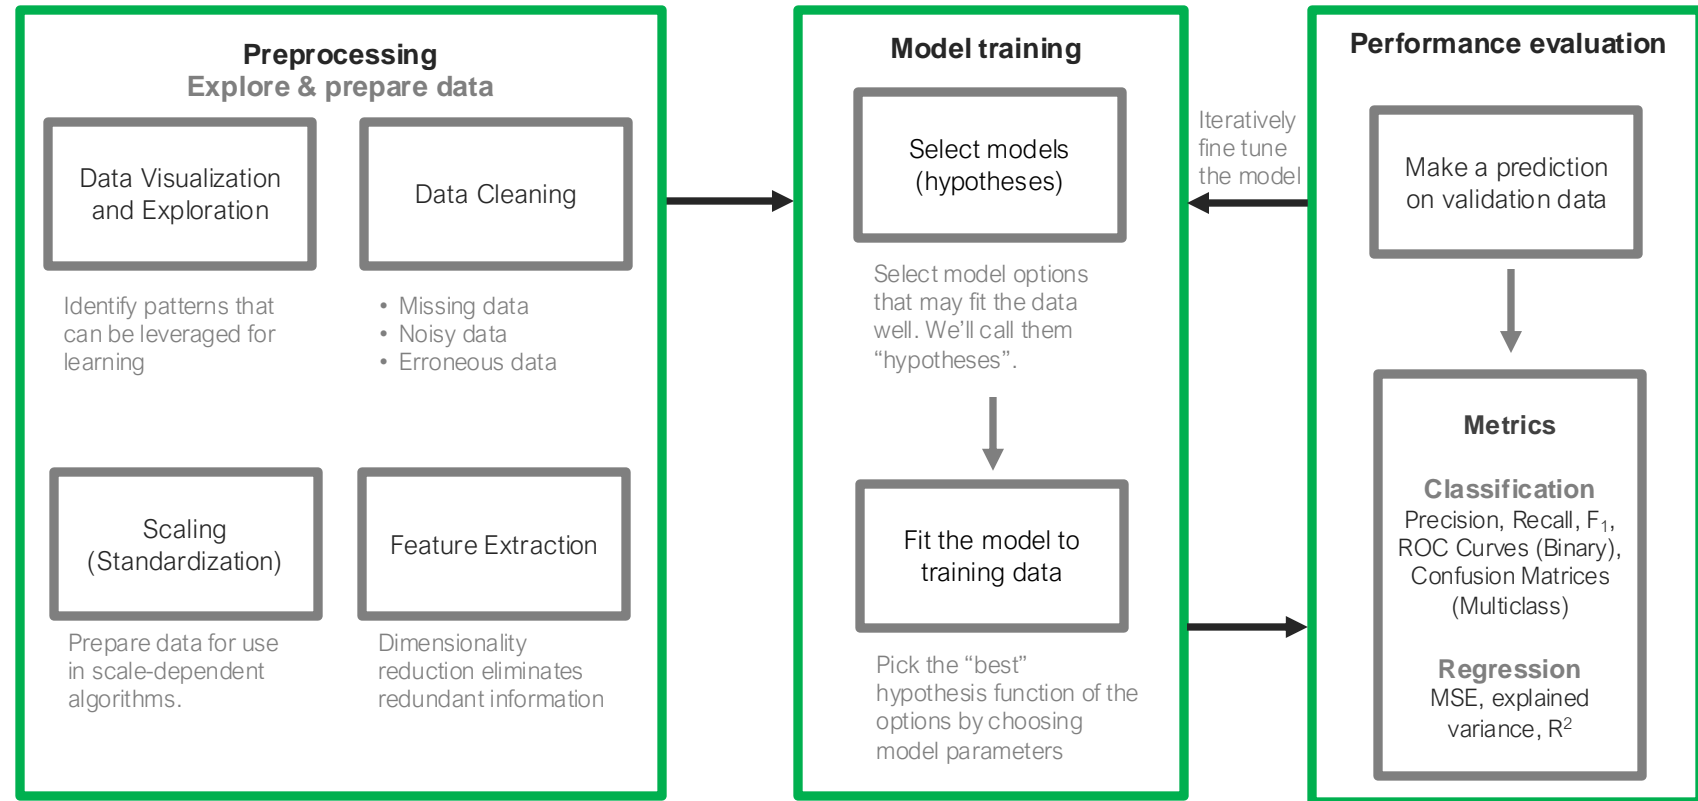 Preprocessing
Explore & prepare data
Data Visualization
and Exploration
Identify patterns that
can be leveraged for
learning
Data Cleaning
• Missing data
• Noisy data
• Erroneous data
Scaling
(Standardization)
Prepare data for use
in scale-dependent
algorithms.
Feature Extraction
Dimensionality
reduction eliminates
redundant information
Model training
Select models
(hypotheses)
Select model options
that may fit the data
well. We’ll call them
“hypotheses”.
Fit the model to
training data
Pick the “best”
hypothesis function of the
options by choosing
model parameters
Iteratively
fine tune
the model
Performance evaluation
Make a prediction
on validation data
Metrics
Classification
Precision, Recall, F₁,
ROC Curves (Binary),
Confusion Matrices
(Multiclass)
Regression
MSE, explained
variance, R²